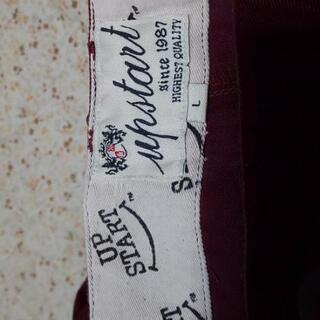 upstart
since 1987
HIGHEST QUALITY
L
UP
START